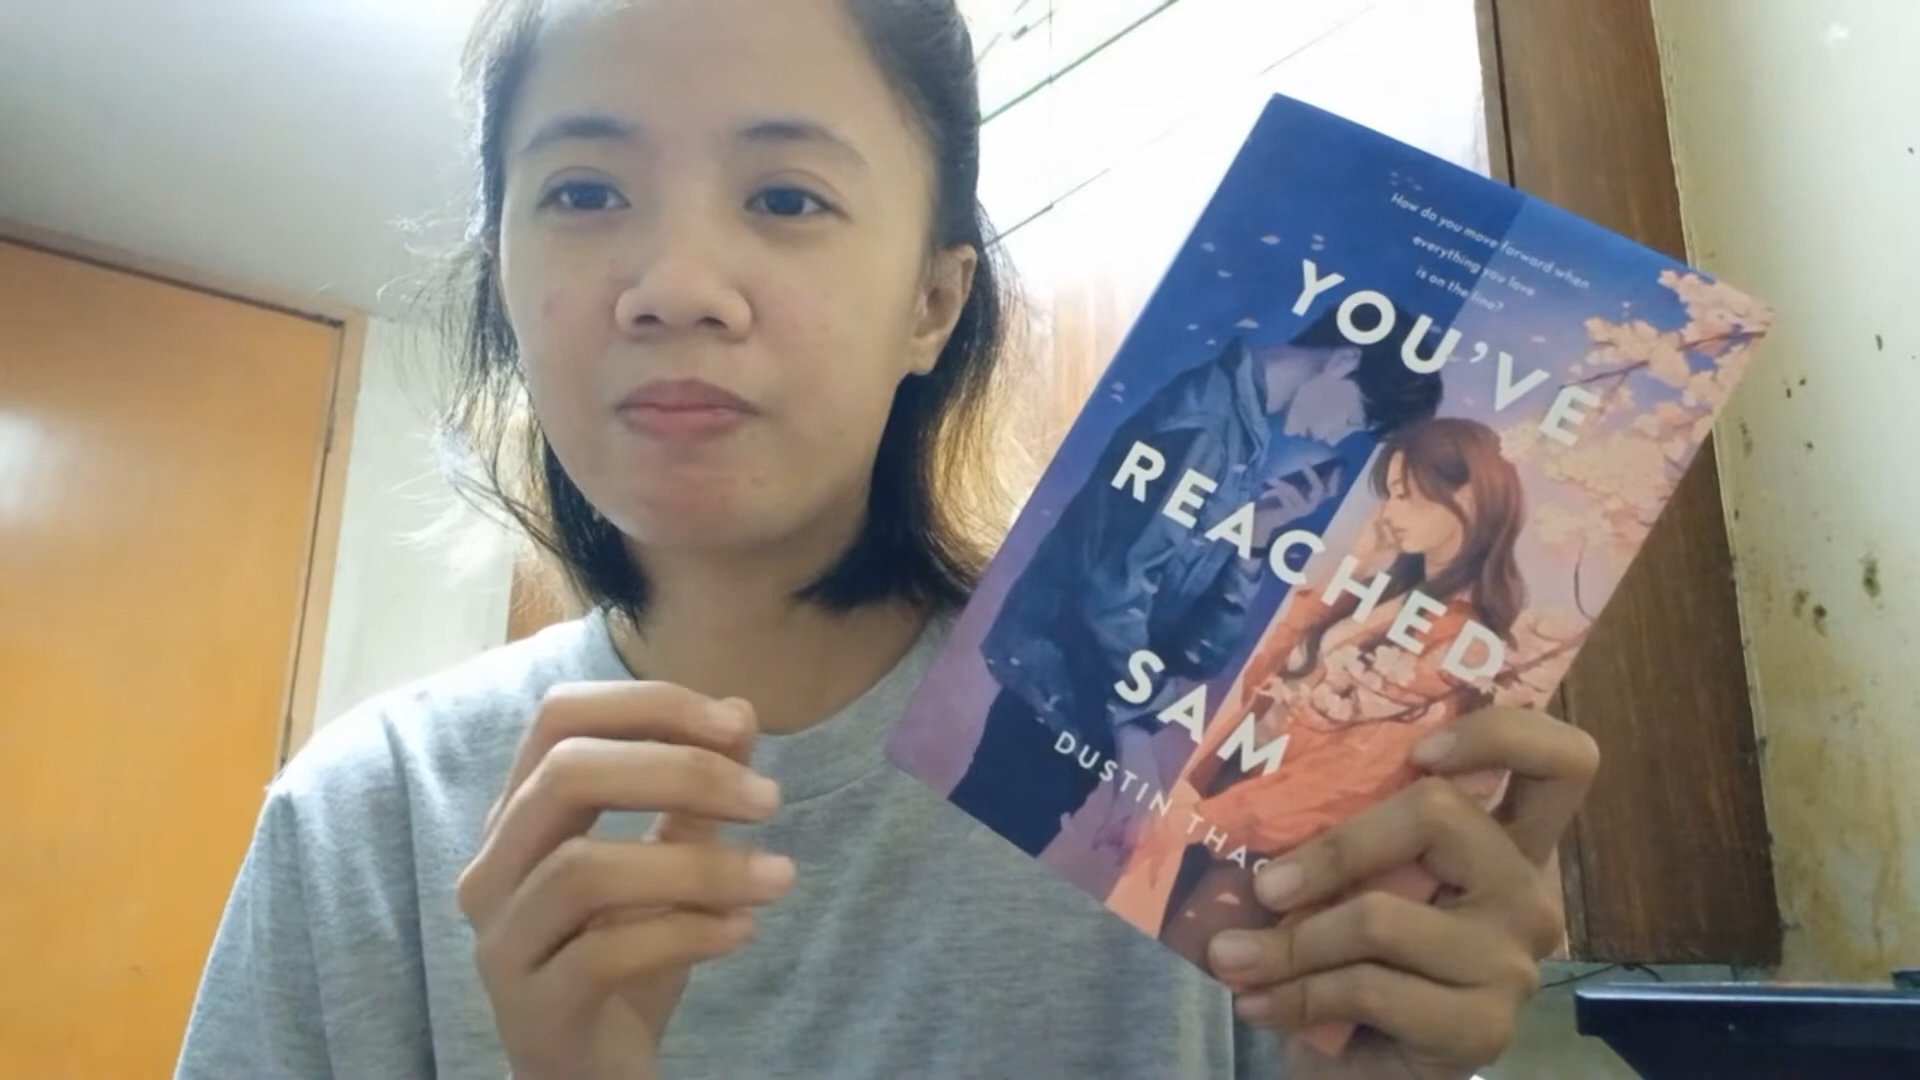 How do you move forward when
everything you love
is on the line?
YOU'VE
REACHED
SAM
DUSTIN THAO